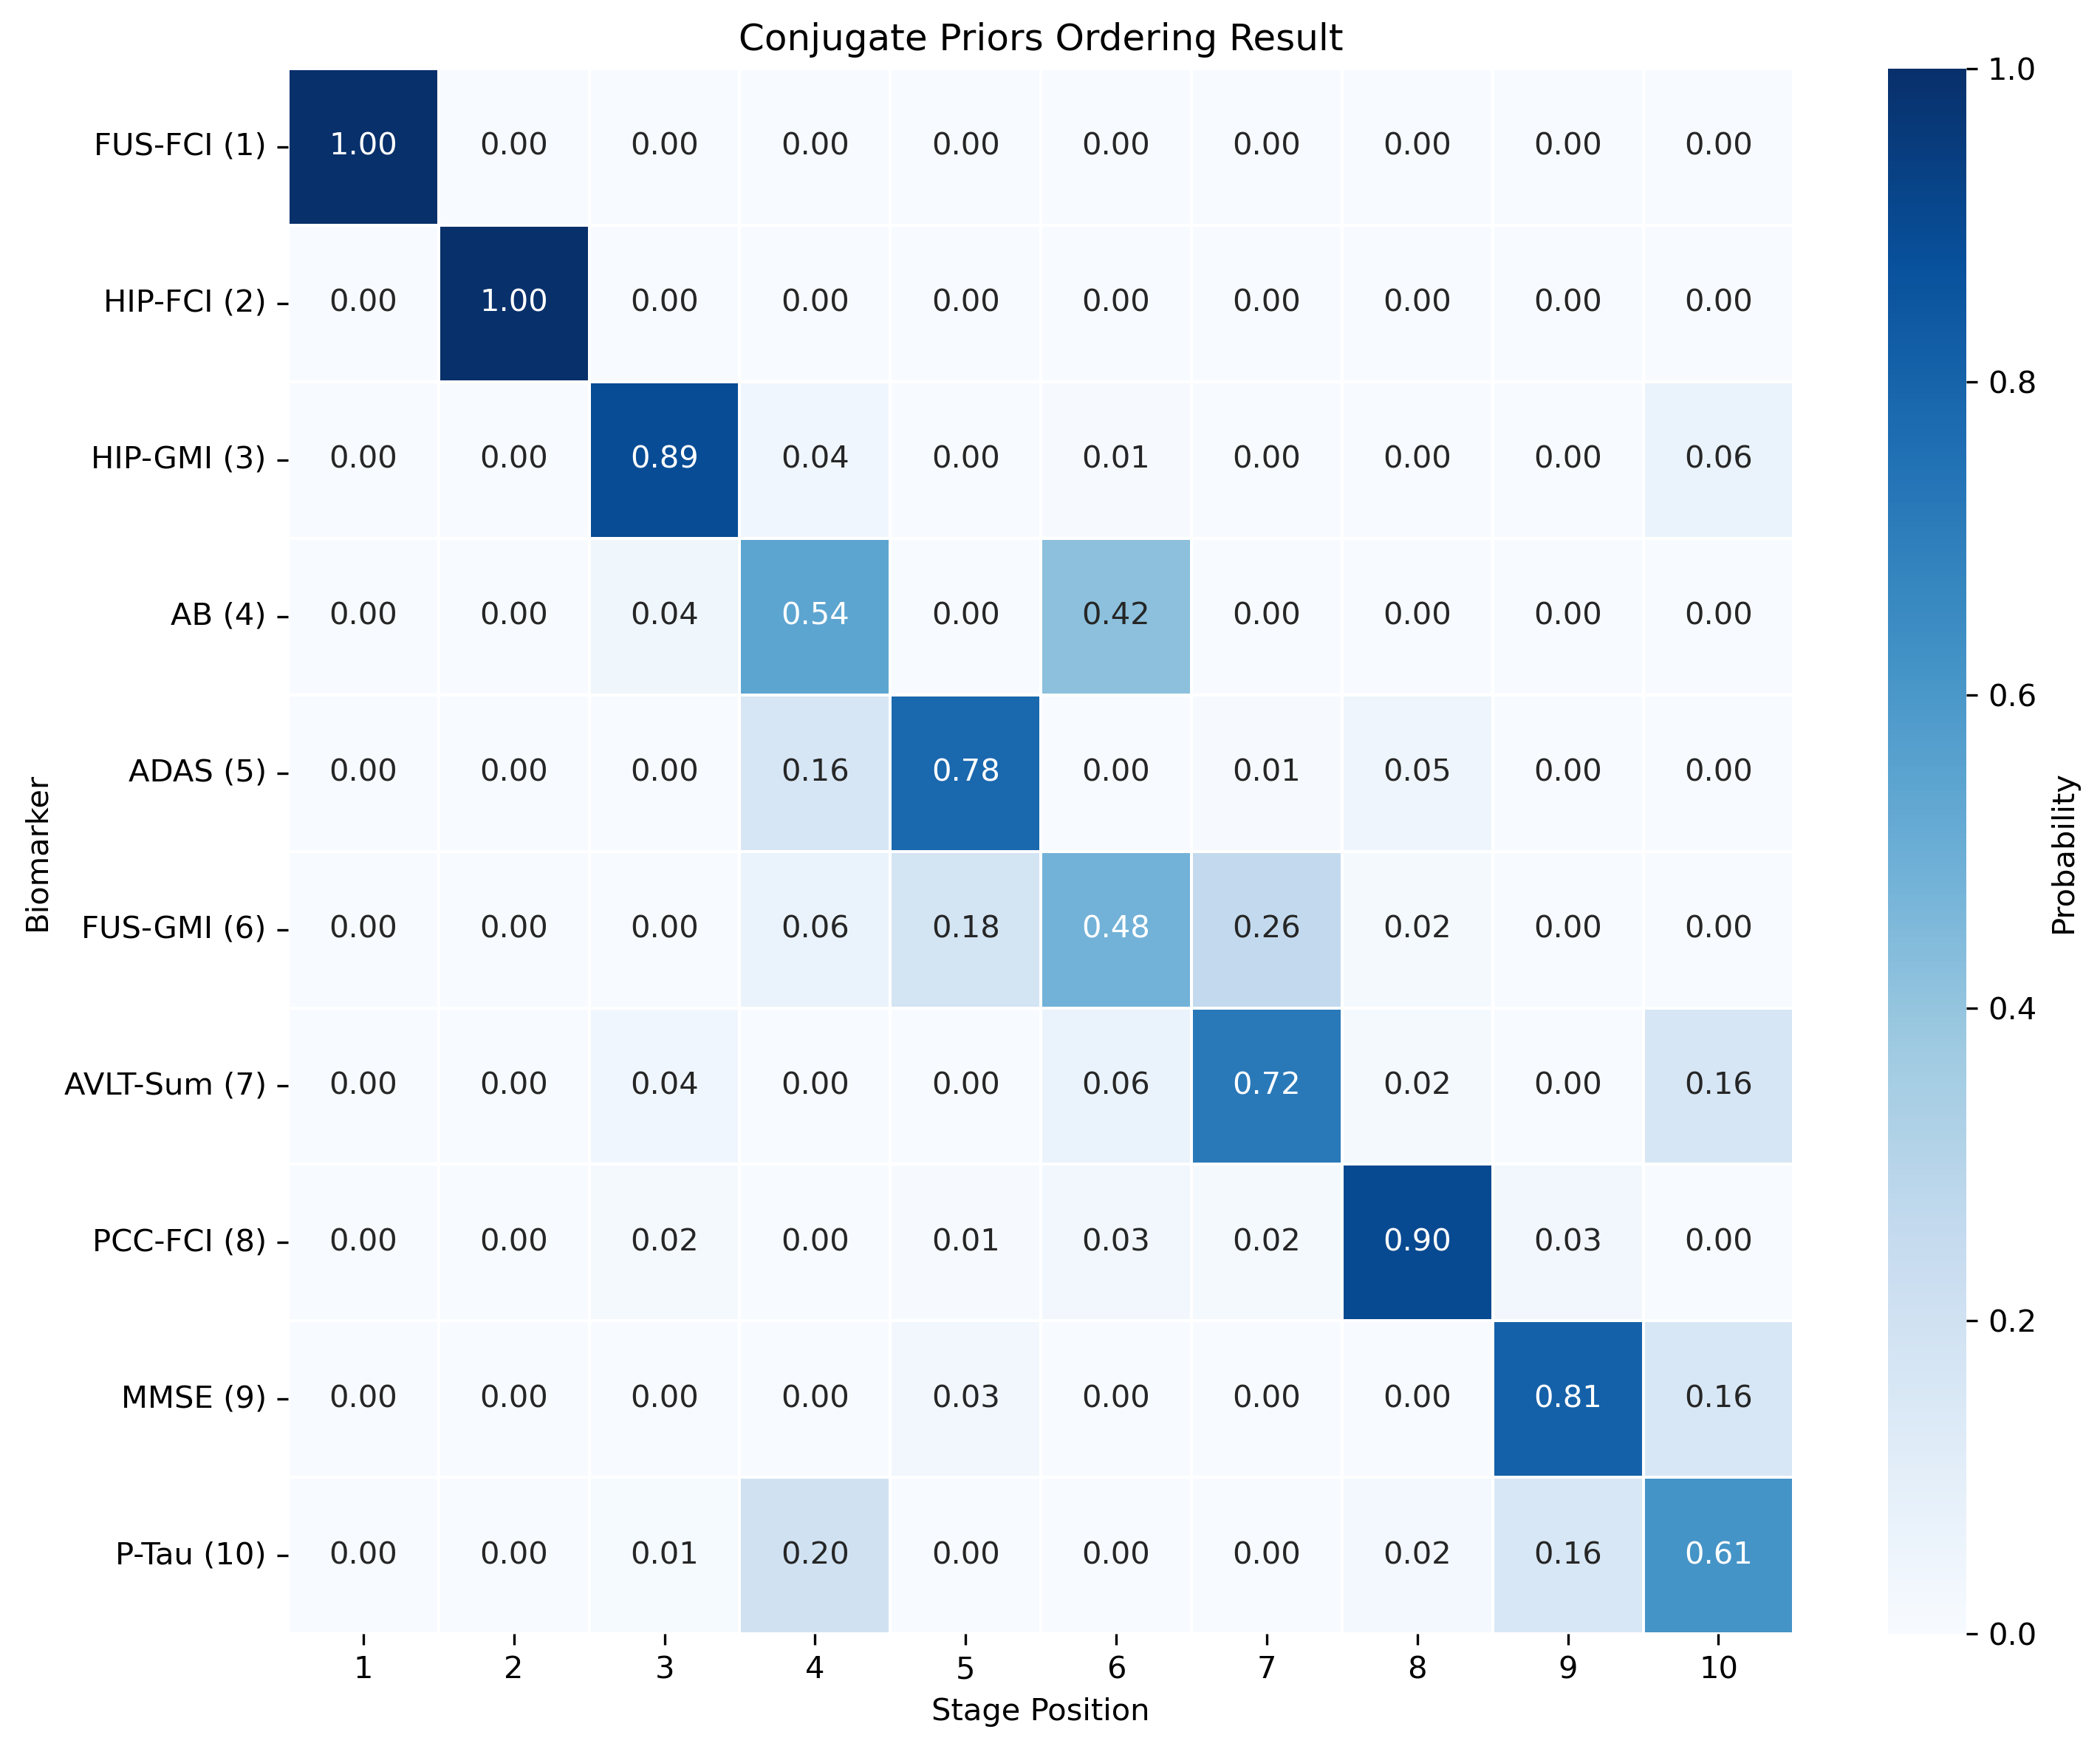 Conjugate Priors Ordering Result
FUS-FCI (1) 1.00 0.00 0.00 0.00 0.00 0.00 0.00 0.00 0.00 0.00
HIP-FCI (2) 0.00 1.00 0.00 0.00 0.00 0.00 0.00 0.00 0.00 0.00
HIP-GMI (3) 0.00 0.00 0.89 0.04 0.00 0.01 0.00 0.00 0.00 0.06
AB (4) 0.00 0.00 0.04 0.54 0.00 0.42 0.00 0.00 0.00 0.00
ADAS (5) 0.00 0.00 0.00 0.16 0.78 0.00 0.01 0.05 0.00 0.00
FUS-GMI (6) 0.00 0.00 0.00 0.06 0.18 0.48 0.26 0.02 0.00 0.00
AVLT-Sum (7) 0.00 0.00 0.04 0.00 0.00 0.06 0.72 0.02 0.00 0.16
PCC-FCI (8) 0.00 0.00 0.02 0.00 0.01 0.03 0.02 0.90 0.03 0.00
MMSE (9) 0.00 0.00 0.00 0.00 0.03 0.00 0.00 0.00 0.81 0.16
P-Tau (10) 0.00 0.00 0.01 0.20 0.00 0.00 0.00 0.02 0.16 0.61
1 2 3 4 5 6 7 8 9 10
Stage Position
Biomarker
1.0
0.8
0.6
0.4
0.2
0.0
Probability